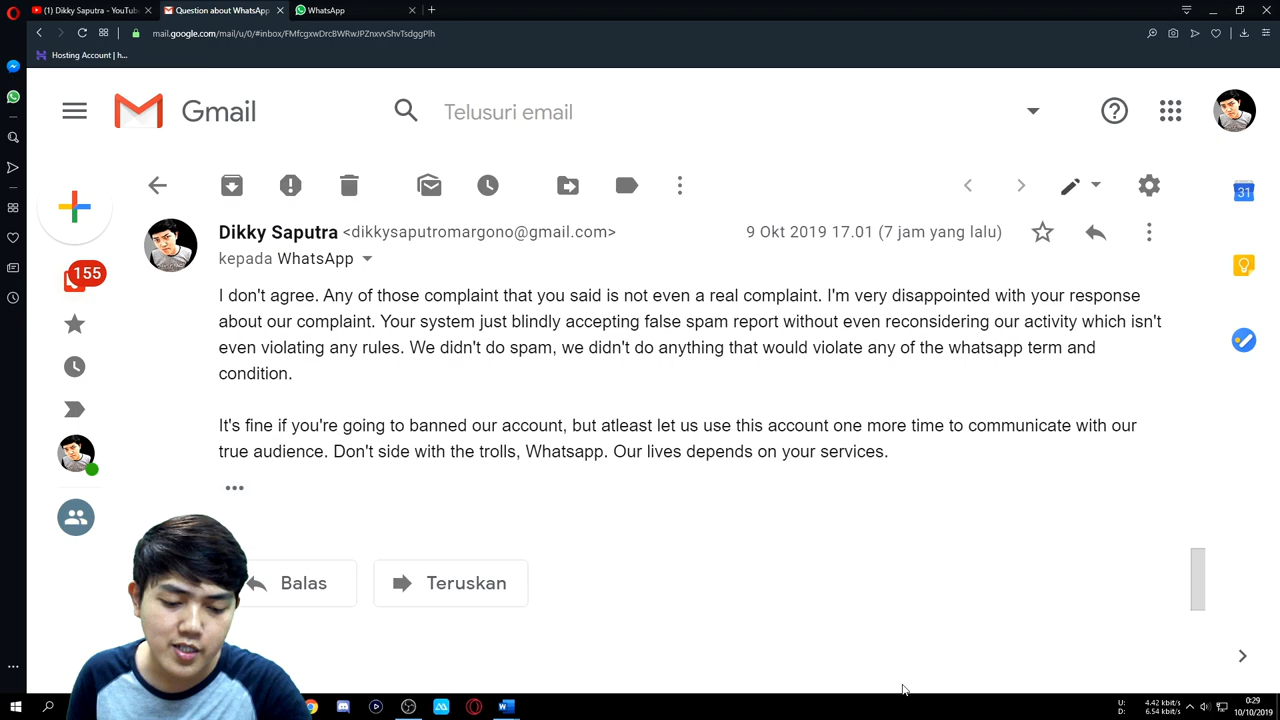 (1) Dikky Saputra - YouTub
Question about WhatsApp
WhatsApp
mail.google.com/mail/u/0/#inbox/FMfcgxwDrcBWRwJPZnxvvShvTsdggPlh
Hosting Account | h...
Gmail
Telusuri email
31
Dikky Saputra <dikkysaputromargono@gmail.com>
9 Okt 2019 17.01 (7 jam yang lalu)
kepada WhatsApp
155
I don't agree. Any of those complaint that you said is not even a real complaint. I'm very disappointed with your response
about our complaint. Your system just blindly accepting false spam report without even reconsidering our activity which isn't
even violating any rules. We didn't do spam, we didn't do anything that would violate any of the whatsapp term and
condition.
It's fine if you're going to banned our account, but atleast let us use this account one more time to communicate with our
true audience. Don't side with the trolls, Whatsapp. Our lives depends on your services.
Balas
Teruskan
U: 4.42 kbit/s
D: 6.54 kbit/s
0:29
10/10/2019